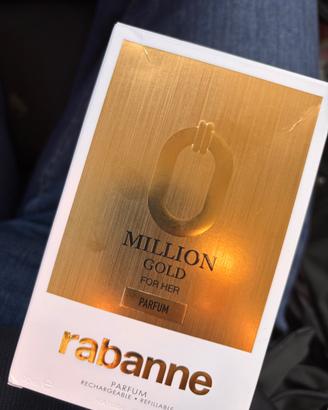 MILLION
GOLD
FOR HER
PARFUM
rabanne
PARFUM
RECHARGEABLE • REFILLABLE